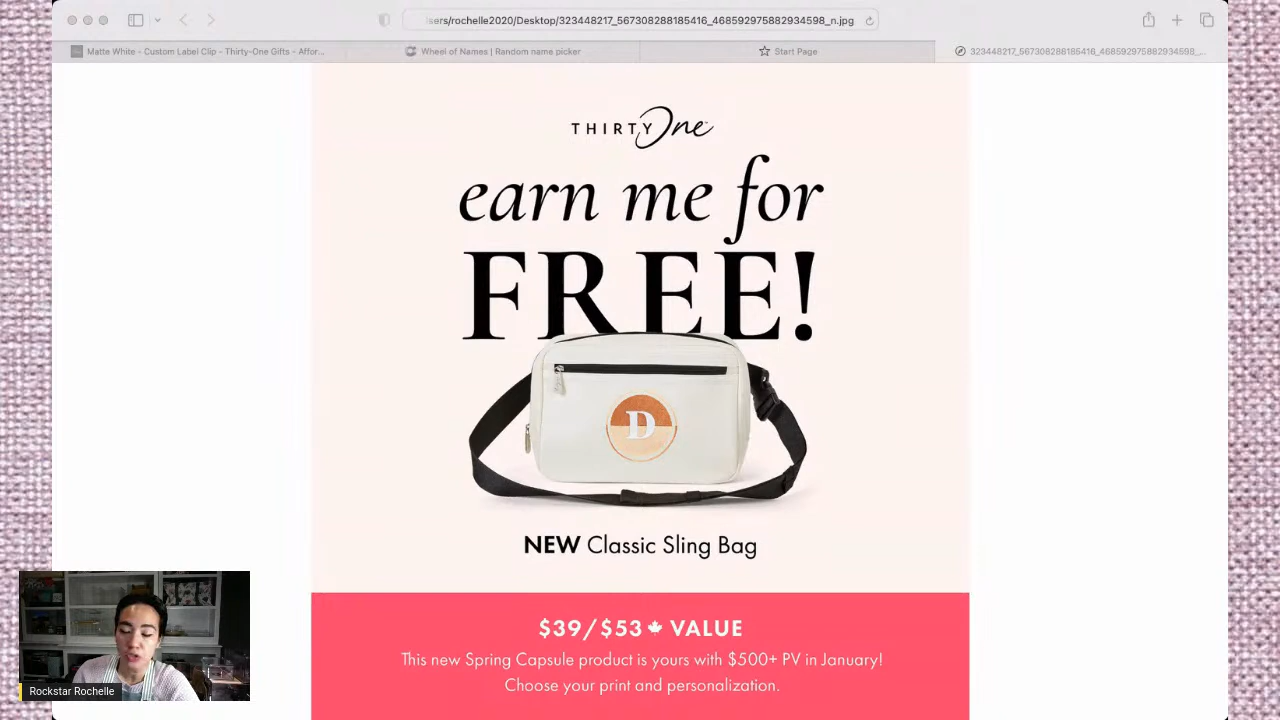 sers/rochelle2020/Desktop/323448217_567308288185416_468592975882934598_n.jpg
Matte White - Custom Label Clip - Thirty-One Gifts - Affor...
Wheel of Names | Random name picker
Start Page
323448217_567308288185416_468592975882934598_...
THIRTY One
earn me for
FREE!
D
NEW Classic Sling Bag
$39/$53 VALUE
This new Spring Capsule product is yours with $500+ PV in January!
Choose your print and personalization.
Rockstar Rochelle